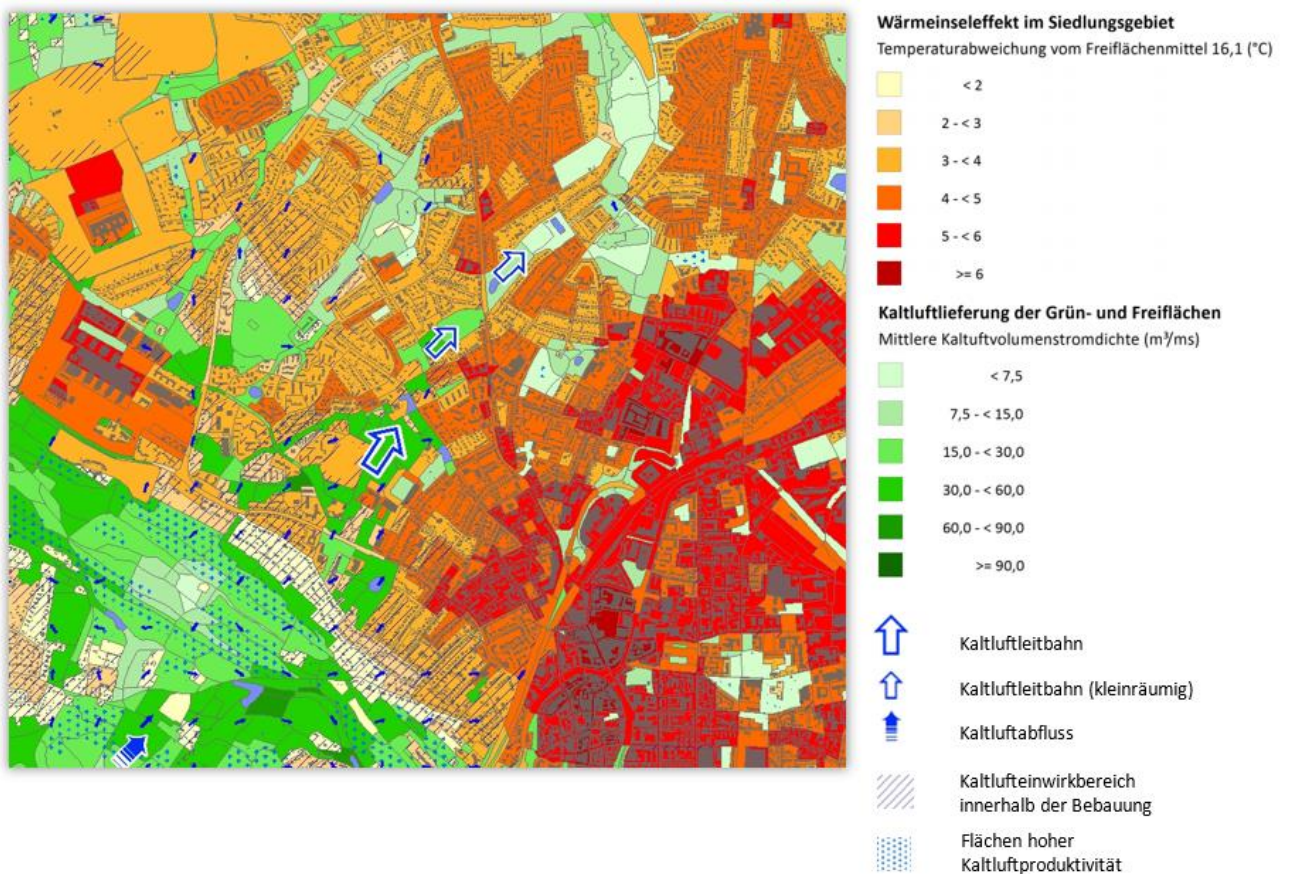 Wärmeinseleffekt im Siedlungsgebiet
Temperaturabweichung vom Freiflächenmittel 16,1 (°C)
< 2
2 - < 3
3 - < 4
4 - < 5
5 - < 6
>= 6
Kaltluftlieferung der Grün- und Freiflächen
Mittlere Kaltuftvolumenstromdichte (m³/ms)
< 7,5
7,5 - < 15,0
15,0 - < 30,0
30,0 - < 60,0
60,0 - < 90,0
>= 90,0
Kaltluftleitbahn
Kaltluftleitbahn (kleinräumig)
Kaltluftabfluss
Kaltlufteinwirkbereich
innerhalb der Bebauung
Flächen hoher
Kaltluftproduktivität